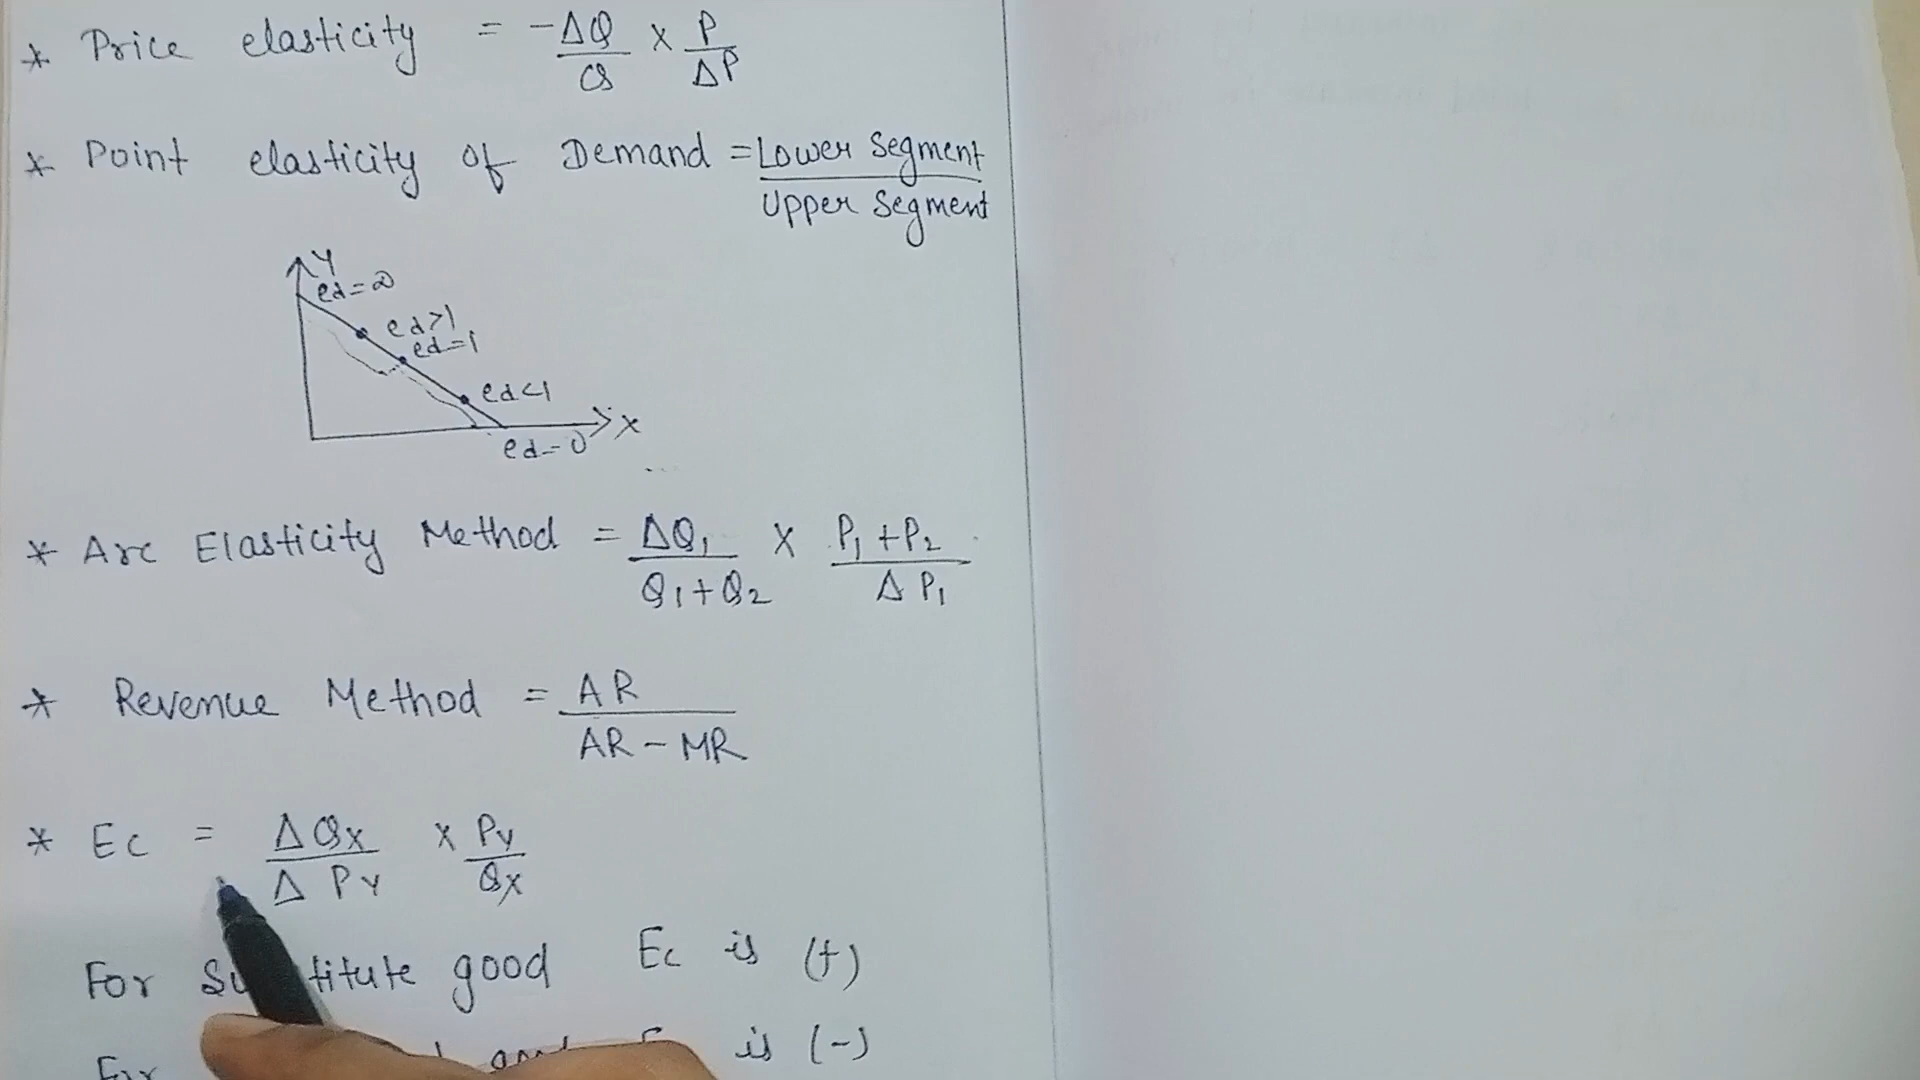 * Price elasticity = -ΔQ/Q × P/ΔP
* Point elasticity of Demand = Lower Segment/Upper Segment
Y
ed=∞
ed>1
ed=1
ed<1
X
ed=0
* Arc Elasticity Method = ΔQ1/Q1+Q2 × P1+P2/ΔP1
* Revenue Method = AR/AR-MR
* Ec = ΔQx/ΔPY × PY/Qx
For good Ec is (+)
For is (-)